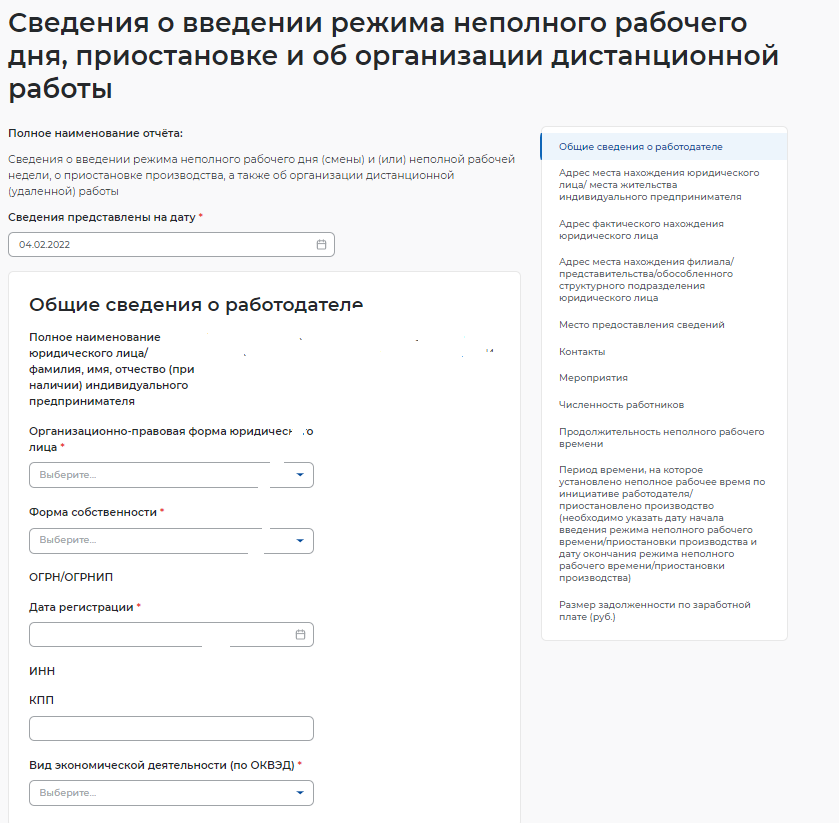 Сведения о введении режима неполного рабочего
дня, приостановке и об организации дистанционной
работы
Полное наименование отчёта:
Сведения о введении режима неполного рабочего дня (смены) и (или) неполной рабочей
недели, о приостановке производства, а также об организации дистанционной
(удаленной) работы
Сведения представлены на дату *
04.02.2022
Общие сведения о работодателе
Полное наименование
юридического лица/
фамилия, имя, отчество (при
наличии) индивидуального
предпринимателя
Организационно-правовая форма юридического
лица *
Выберите...
Форма собственности *
Выберите...
ОГРН/ОГРНИП
Дата регистрации *
ИНН
КПП
Вид экономической деятельности (по ОКВЭД) *
Выберите...
Общие сведения о работодателе
Адрес места нахождения юридического
лица/ места жительства
индивидуального предпринимателя
Адрес фактического нахождения
юридического лица
Адрес места нахождения филиала/
представительства/обособленного
структурного подразделения
юридического лица
Место предоставления сведений
Контакты
Мероприятия
Численность работников
Продолжительность неполного рабочего
времени
Период времени, на которое
установлено неполное рабочее время по
инициативе работодателя/
приостановлено производство
(необходимо указать дату начала
введения режима неполного рабочего
времени/приостановки производства и
дату окончания режима неполного
рабочего времени/приостановки
производства)
Размер задолженности по заработной
плате (руб.)